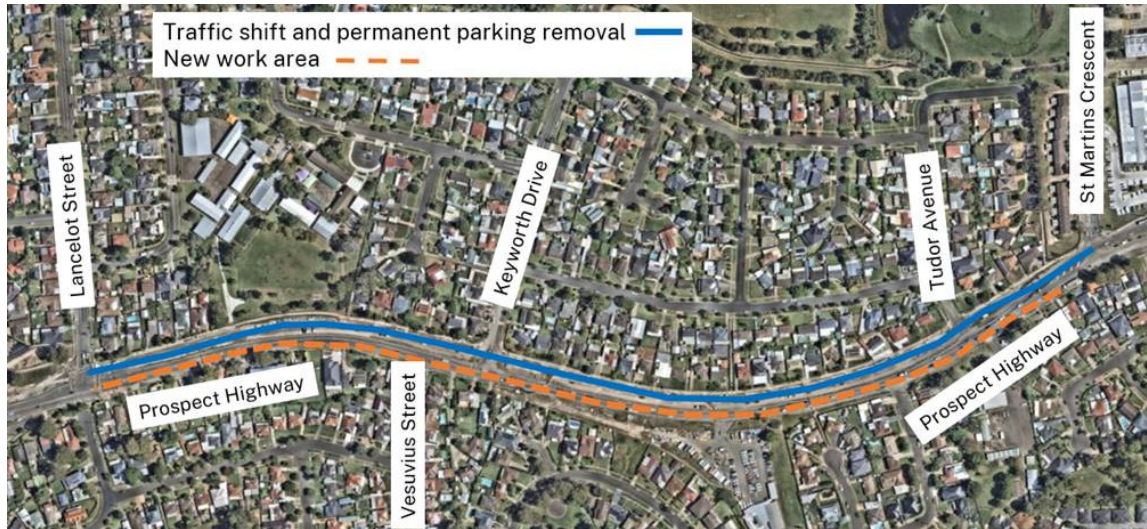 Traffic shift and permanent parking removal
New work area
Lancelot Street
Keyworth Drive
Tudor Avenue
St Martins Crescent
Prospect Highway
Vesuvius Street
Prospect Highway